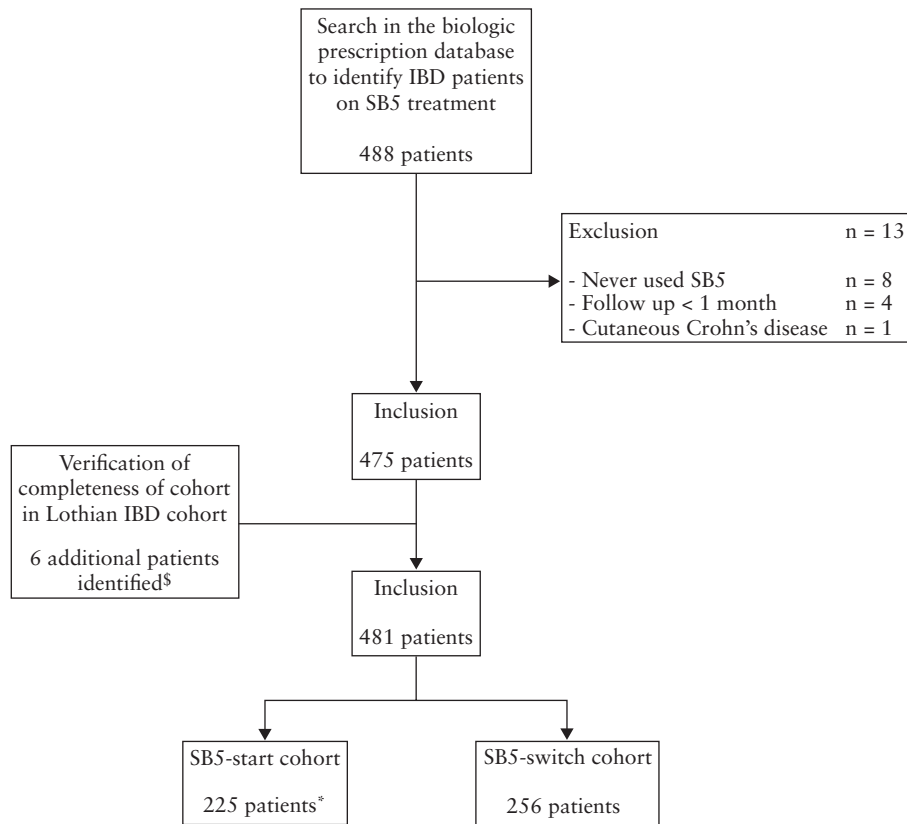 Search in the biologic
prescription database
to identify IBD patients
on SB5 treatment
488 patients
Exclusion n = 13
- Never used SB5 n = 8
- Follow up < 1 month n = 4
- Cutaneous Crohn’s disease n = 1
Inclusion
475 patients
Verification of
completeness of cohort
in Lothian IBD cohort
6 additional patients
identified$
Inclusion
481 patients
SB5-start cohort
225 patients*
SB5-switch cohort
256 patients